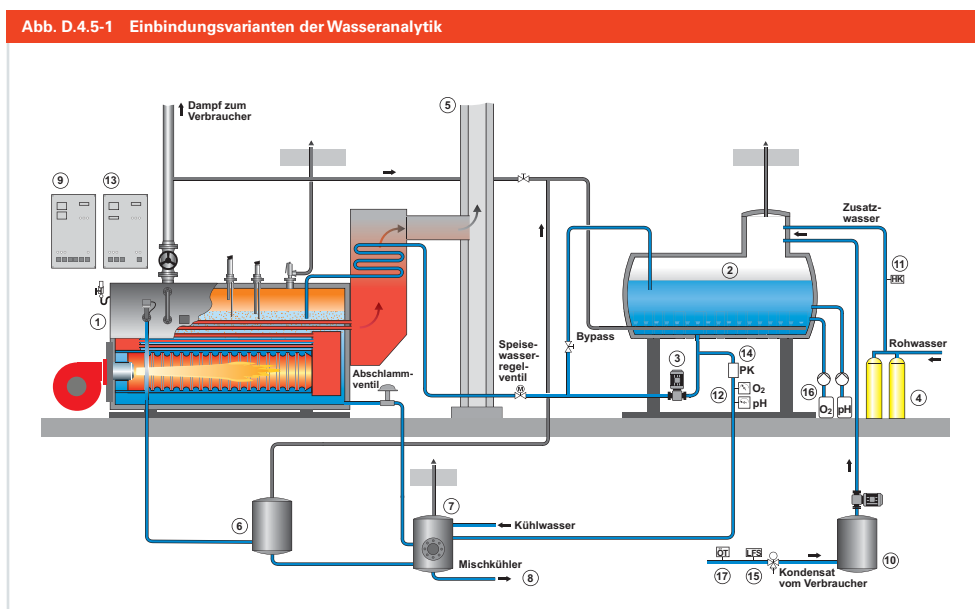 Abb. D.4.5-1 Einbindungsvarianten der Wasseranalytik
Dampf zum
Verbraucher
5
9
13
Zusatz-
wasser
11
HK
2
1
Bypass
Rohwasser
Speise-
wasser-
regel-
ventil
3
14
PK
Abschlamm-
ventil
M
12
O₂
pH
16
O₂
pH
4
6
7
Kühlwasser
Mischkühler
8
ÖT
LFS
17
15
Kondensat
vom Verbraucher
10